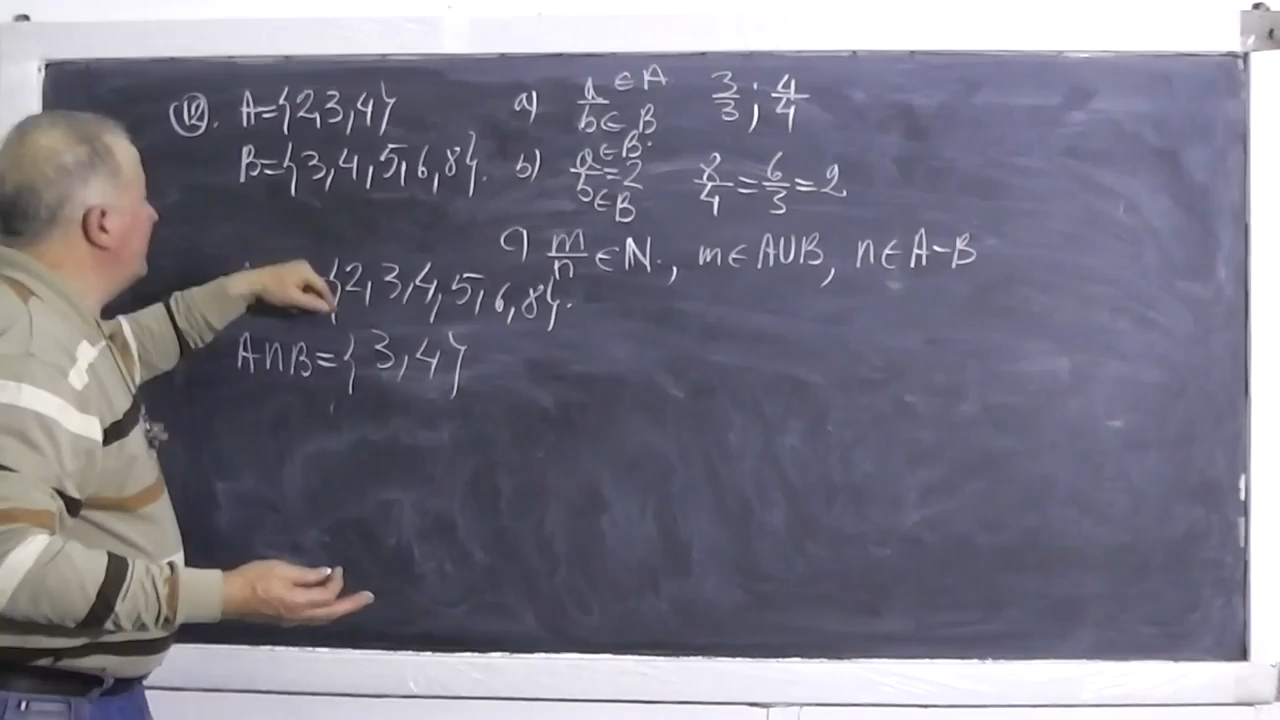 12. A={2,3,4}
B={3,4,5,6,8}.
a) a/b ∈A ∈B 3/3; 4/4
b) a/b=2 ∈B. ∈B 8/4=6/3=2
c) m/n ∈ N., m∈A∪B, n∈A-B
{2,3,4,5,6,8}.
A∩B={3,4}